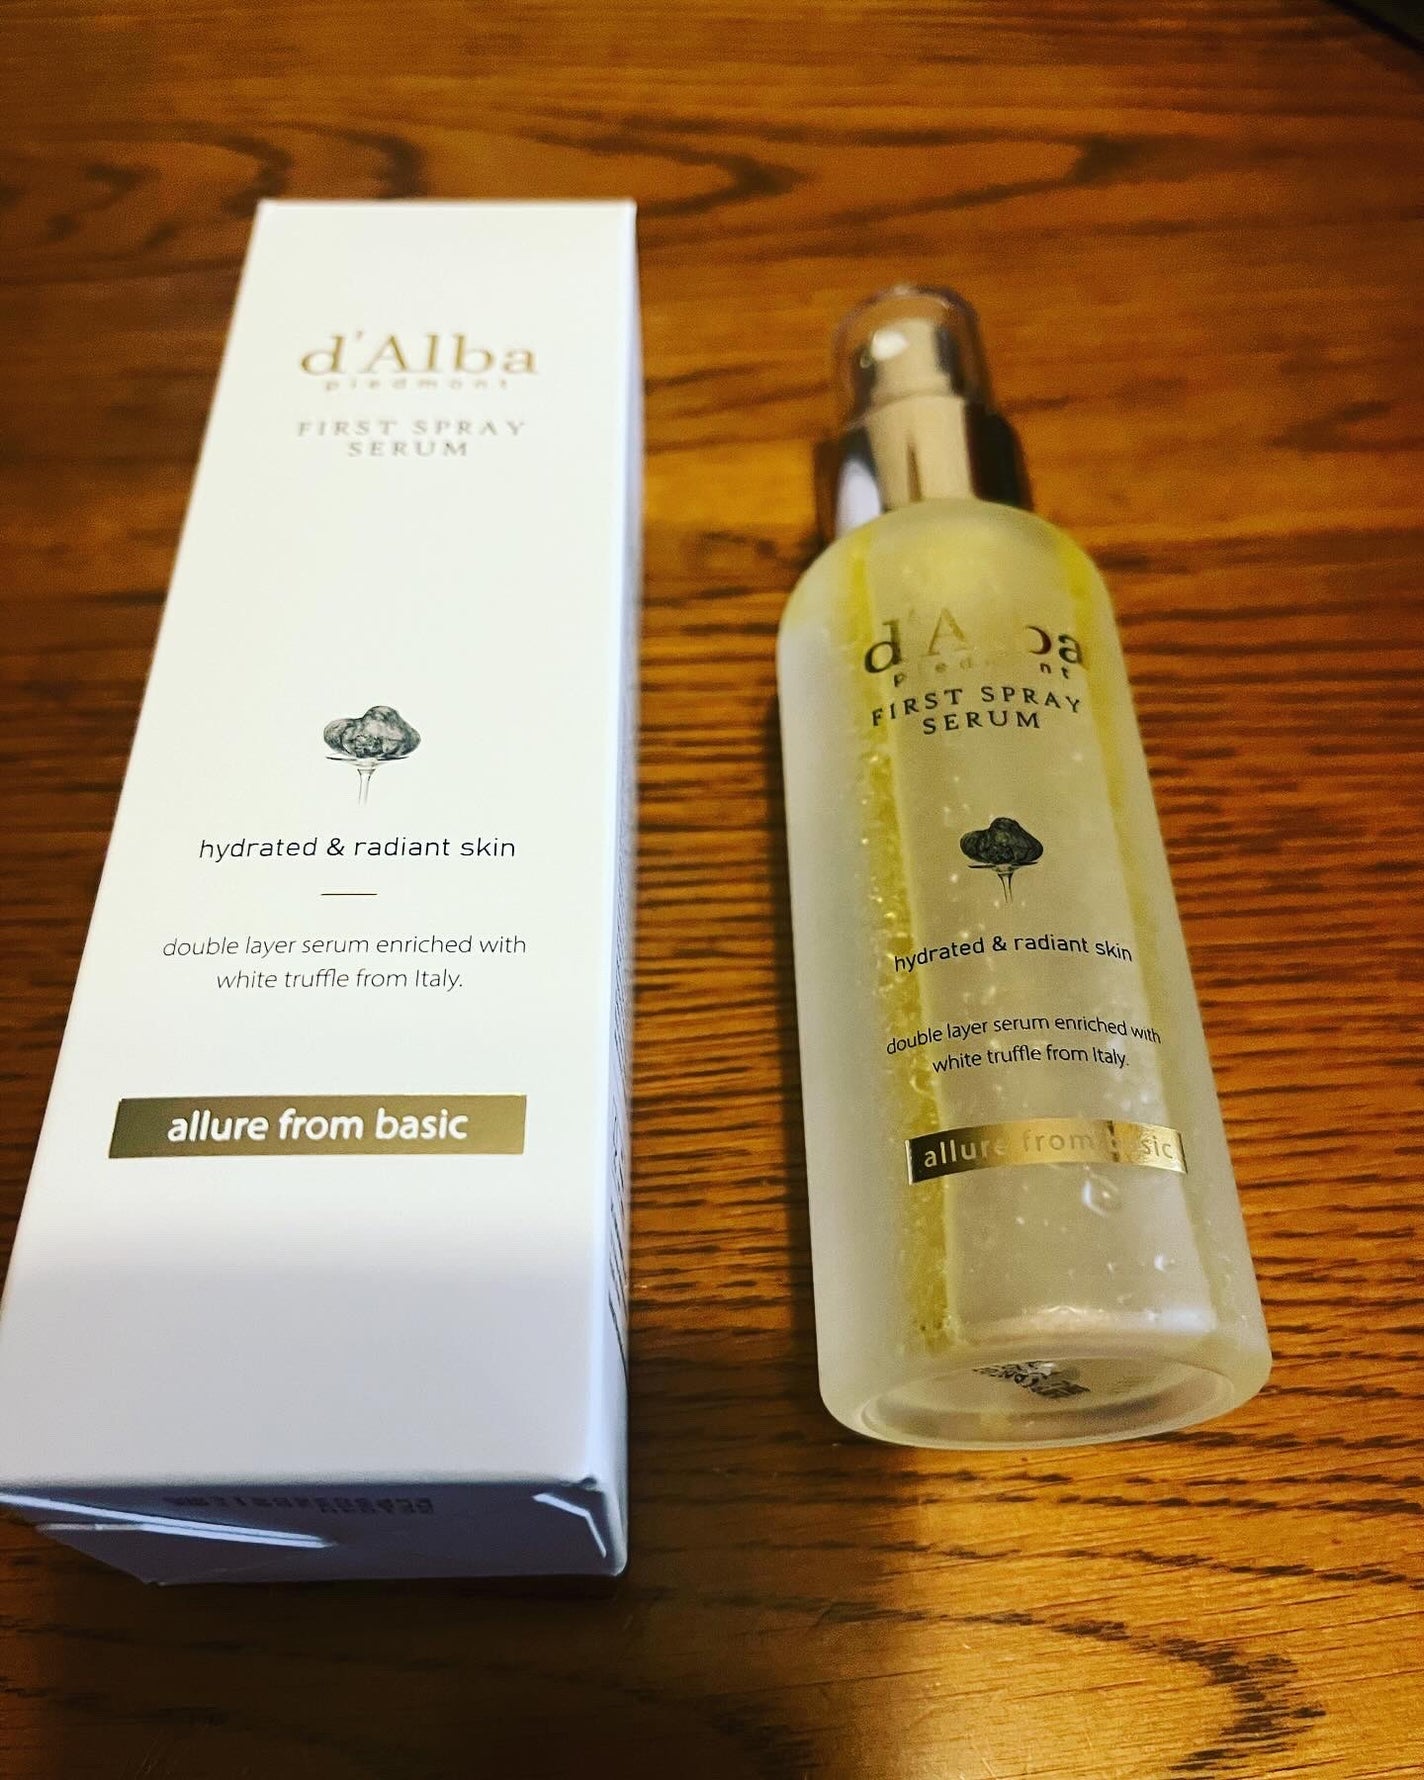 d'Alba
piedmont
FIRST SPRAY
SERUM
hydrated & radiant skin
double layer serum enriched with
white truffle from Italy.
allure from basic
d'Alba
piedmont
FIRST SPRAY
SERUM
hydrated & radiant skin
double layer serum enriched with
white truffle from Italy.
allure from basic